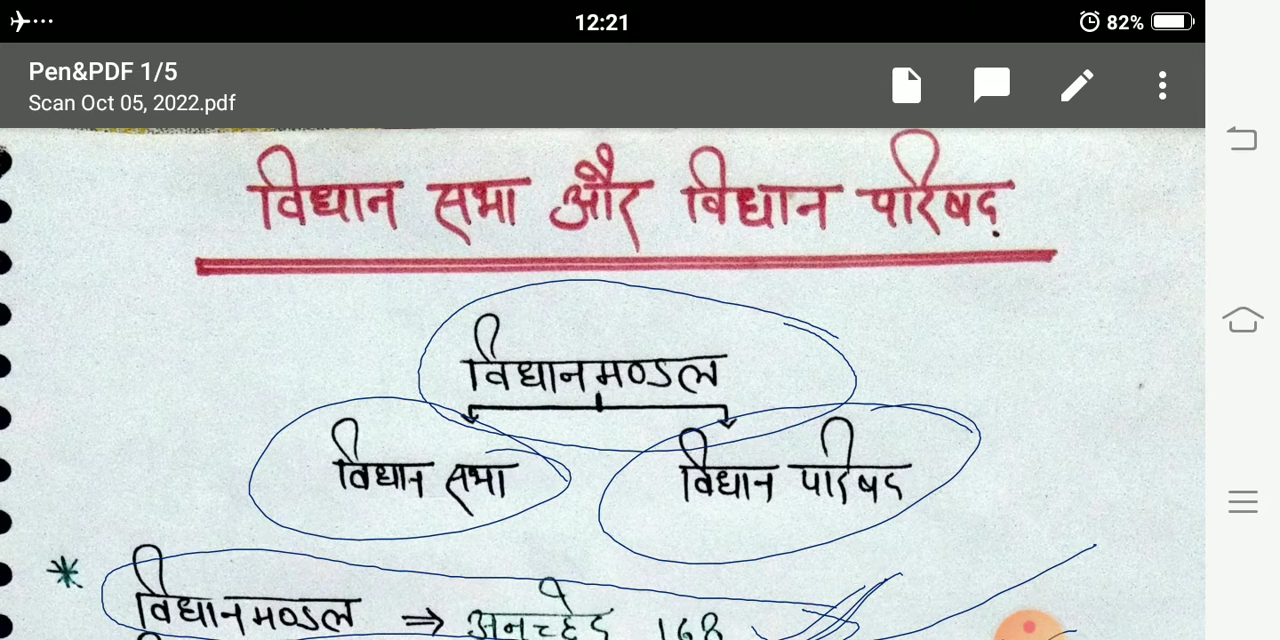 12:21
82%
Pen&PDF 1/5
Scan Oct 05, 2022.pdf
विधान सभा और विधान परिषद
विधानमण्डल
विधान सभा विधान परिषद
* विधानमण्डल ⇒ अनुच्छेद 168